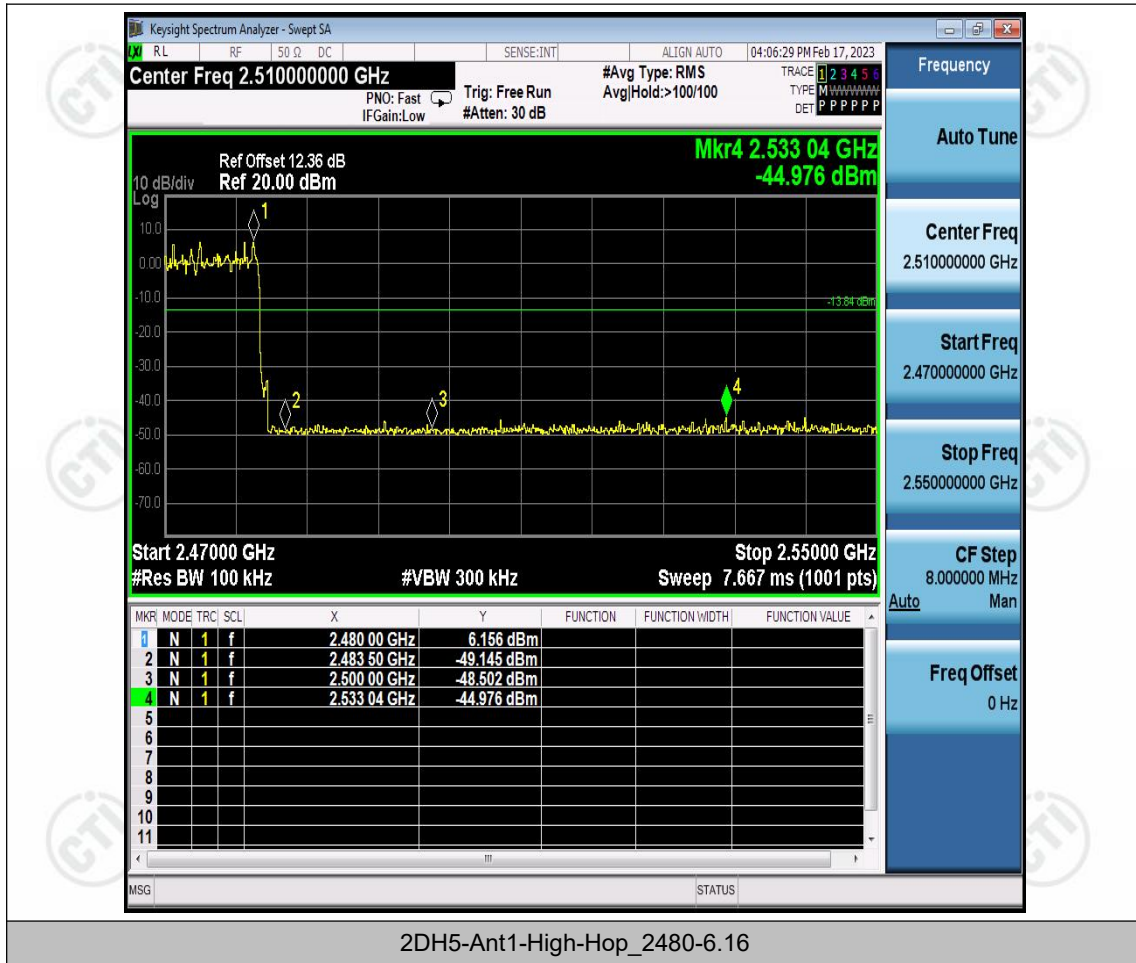 Keysight Spectrum Analyzer - Swept SA
LXI RL RF 50 Ω DC SENSE:INT ALIGN AUTO 04:06:29 PM Feb 17, 2023
Center Freq 2.510000000 GHz
PNO: Fast
IFGain:Low
Trig: Free Run
#Atten: 30 dB
#Avg Type: RMS
Avg|Hold:>100/100
TRACE 1 2 3 4 5 6
TYPE M WWWWW
DET P P P P P P
Mkr4 2.533 04 GHz
-44.976 dBm
Ref Offset 12.36 dB
10 dB/div Ref 20.00 dBm
Log
10.0
0.00
-10.0
-20.0
-30.0
-40.0
-50.0
-60.0
-70.0
1
-13.84 dBm
2
3
4
Start 2.47000 GHz Stop 2.55000 GHz
#Res BW 100 kHz #VBW 300 kHz Sweep 7.667 ms (1001 pts)
MKR MODE TRC SCL X Y FUNCTION FUNCTION WIDTH FUNCTION VALUE
1 N 1 f 2.480 00 GHz 6.156 dBm
2 N 1 f 2.483 50 GHz -49.145 dBm
3 N 1 f 2.500 00 GHz -48.502 dBm
4 N 1 f 2.533 04 GHz -44.976 dBm
5
6
7
8
9
10
11
MSG STATUS
Frequency
Auto Tune
Center Freq
2.510000000 GHz
Start Freq
2.470000000 GHz
Stop Freq
2.550000000 GHz
CF Step
8.000000 MHz
Auto Man
Freq Offset
0 Hz
CTI
CTI
CTI
CTI
CTI
CTI
2DH5-Ant1-High-Hop_2480-6.16